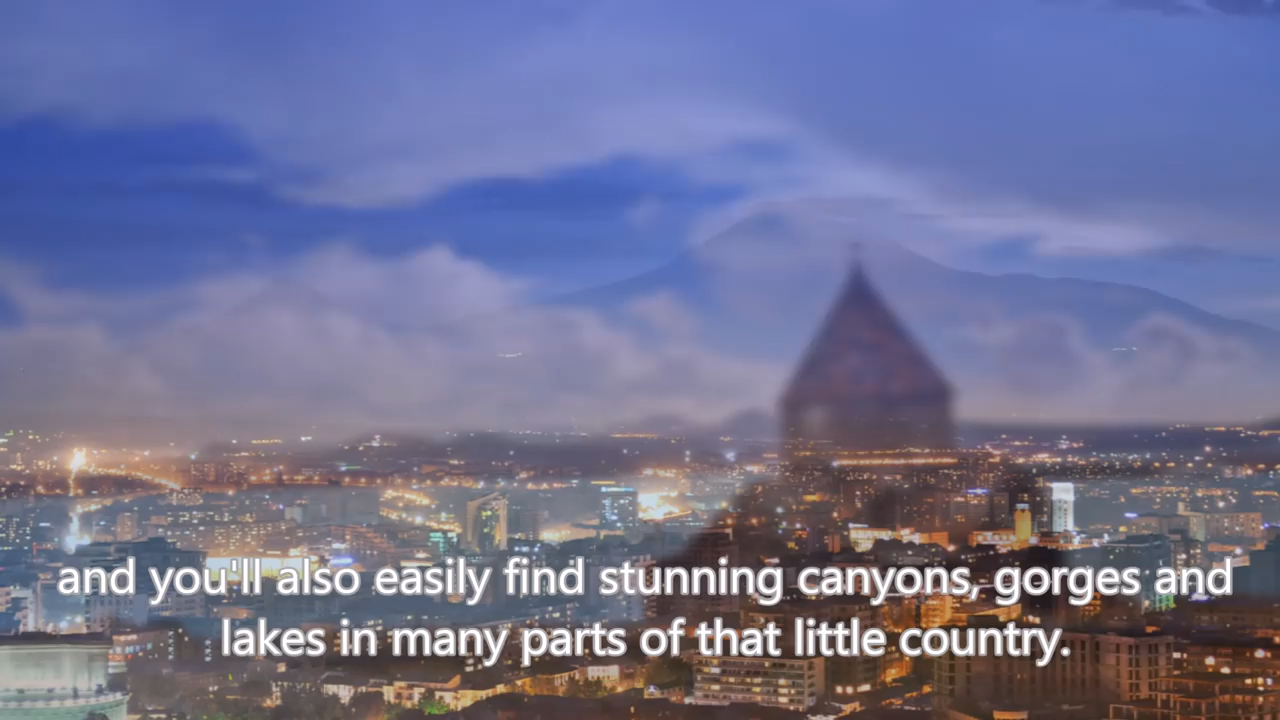 and you'll also easily find stunning canyons, gorges and
lakes in many parts of that little country.